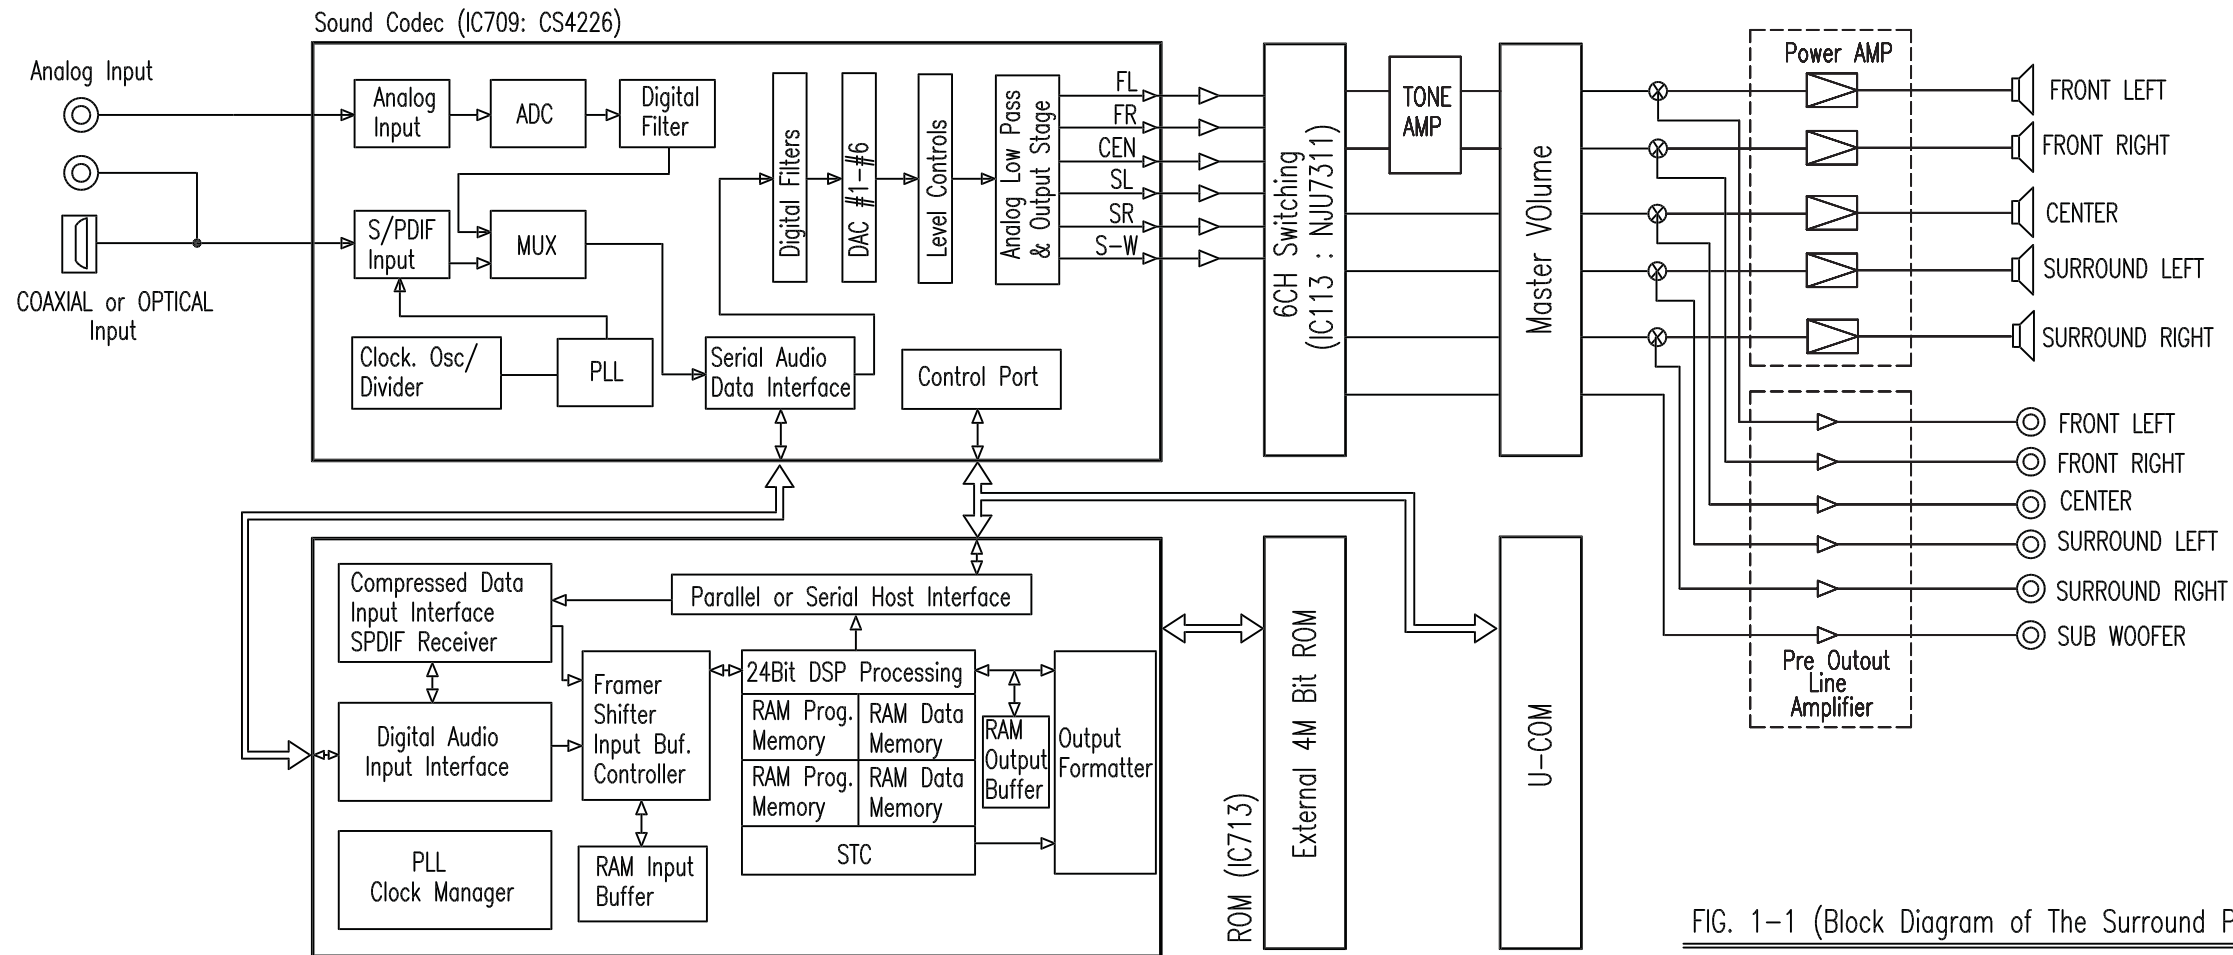 Sound Codec (IC709: CS4226)
Analog Input
COAXIAL or OPTICAL
Input
Analog
Input
ADC
Digital
Filter
S/PDIF
Input
MUX
Clock. Osc/
Divider
PLL
Serial Audio
Data Interface
Control Port
Digital Filters
DAC #1-#6
Level Controls
Analog Low Pass
& Output Stage
FL
FR
CEN
SL
SR
S-W
6CH Switching
(IC113 : NJU7311)
TONE
AMP
Master VOlume
Power AMP
FRONT LEFT
FRONT RIGHT
CENTER
SURROUND LEFT
SURROUND RIGHT
FRONT LEFT
FRONT RIGHT
CENTER
SURROUND LEFT
SURROUND RIGHT
SUB WOOFER
Pre Outout
Line
Amplifier
Compressed Data
Input Interface
SPDIF Receiver
Parallel or Serial Host Interface
Digital Audio
Input Interface
PLL
Clock Manager
Framer
Shifter
Input Buf.
Controller
RAM Input
Buffer
24Bit DSP Processing
RAM Prog.
Memory
RAM Data
Memory
RAM Prog.
Memory
RAM Data
Memory
STC
RAM
Output
Buffer
Output
Formatter
ROM (IC713)
External 4M Bit ROM
U-COM
FIG. 1-1 (Block Diagram of The Surround P